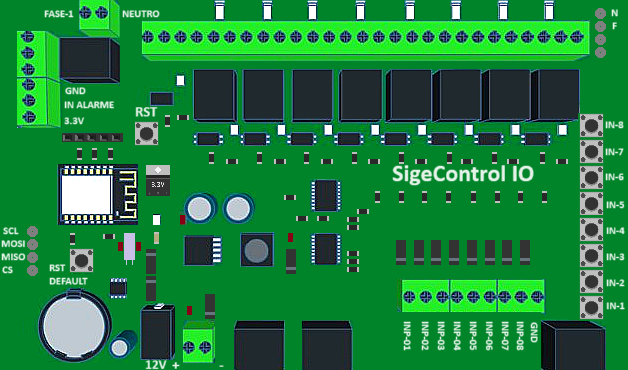 FASE-1
NEUTRO
N
F
GND
IN ALARME
3.3V
RST
IN-8
IN-7
IN-6
IN-5
IN-4
IN-3
IN-2
IN-1
SigeControl IO
3.3V
SCL
MOSI
MISO
CS
RST
DEFAULT
12V + -
INP-01
INP-02
INP-03
INP-04
INP-05
INP-06
INP-07
INP-08
GND